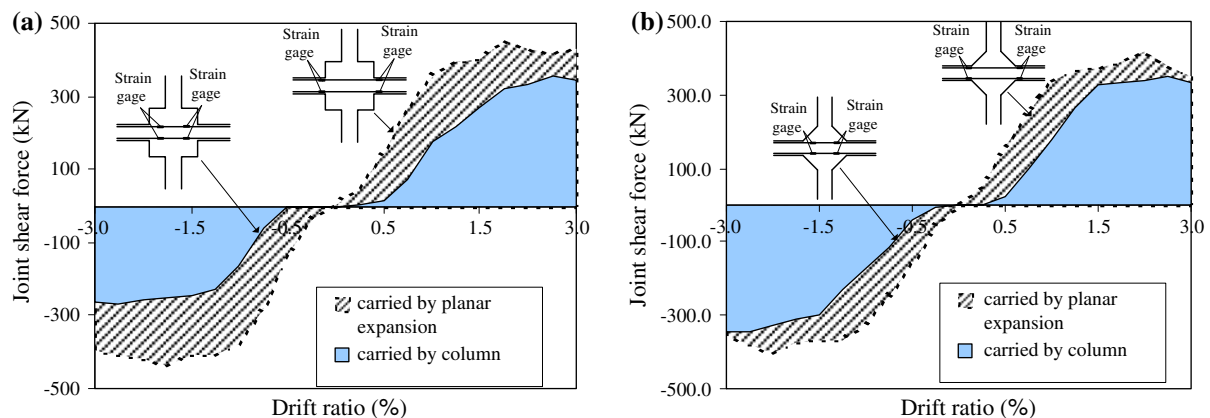 (a)
500
300
100
-100
-300
-500
Joint shear force (kN)
-3.0
-1.5
-0.5
0.5
1.5
3.0
Drift ratio (%)
Strain
gage
Strain
gage
Strain
gage
Strain
gage
carried by planar
expansion
carried by column
(b)
500.0
300.0
100.0
-100.0
-300.0
-500.0
Joint shear force (kN)
-3.0
-1.5
-0.5
0.5
1.5
3.0
Drift ratio (%)
Strain
gage
Strain
gage
Strain
gage
Strain
gage
carried by planar
expansion
carried by column